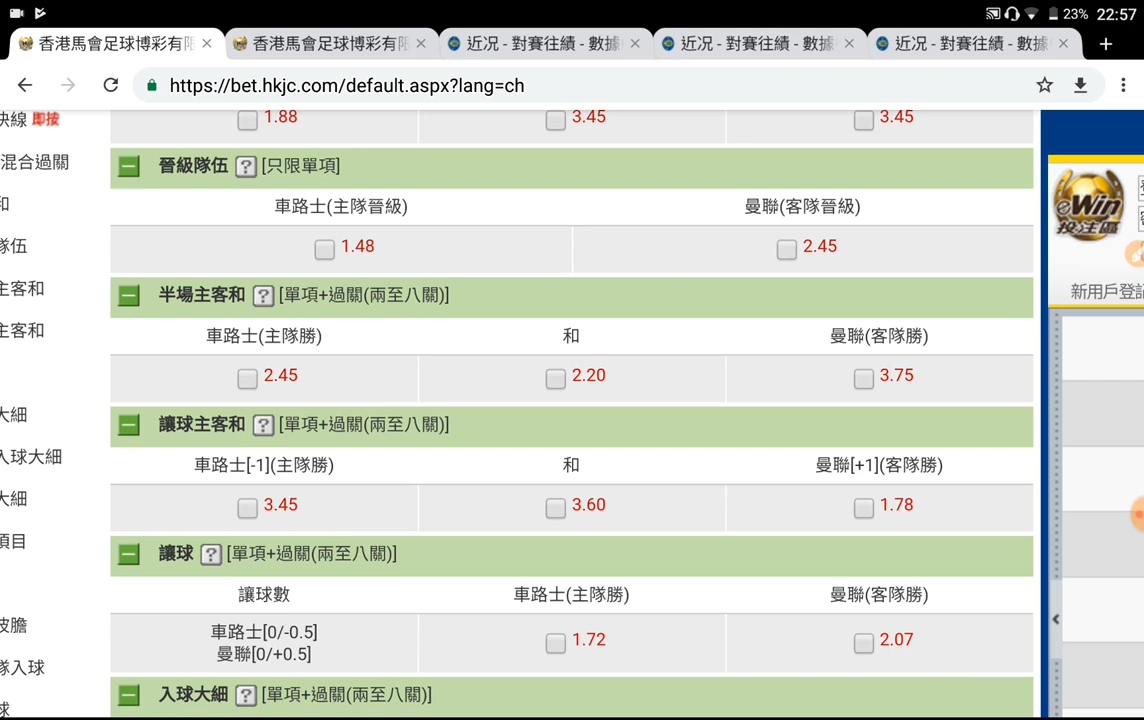 23% 22:57
香港馬會足球博彩有限 × 香港馬會足球博彩有限 × 近況 - 對賽往績 - 數據 × 近況 - 對賽往績 - 數據 × 近況 - 對賽往績 - 數據 × +
https://bet.hkjc.com/default.aspx?lang=ch
快線 即按
1.88 3.45 3.45
混合過關
晉級隊伍 ? [只限單項]
和
車路士(主隊晉級) 曼聯(客隊晉級)
隊伍
1.48 2.45
主客和
半場主客和 ? [單項+過關(兩至八關)]
主客和
車路士(主隊勝) 和 曼聯(客隊勝)
2.45 2.20 3.75
大細
讓球主客和 ? [單項+過關(兩至八關)]
入球大細
車路士[-1](主隊勝) 和 曼聯[+1](客隊勝)
大細
3.45 3.60 1.78
項目
讓球 ? [單項+過關(兩至八關)]
讓球數 車路士(主隊勝) 曼聯(客隊勝)
波膽
車路士[0/-0.5]
曼聯[0/+0.5]
1.72 2.07
隊入球
入球大細 ? [單項+過關(兩至八關)]
球
eWin
投注區
新用戶登記